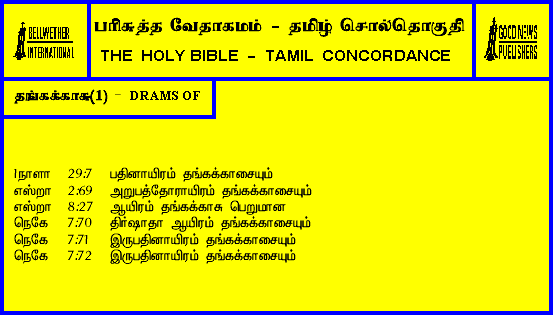 BELLWETHER
INTERNATIONAL
பரிசுத்த வேதாகமம் - தமிழ் சொல்தொகுதி
THE HOLY BIBLE - TAMIL CONCORDANCE
GOOD NEWS
PUBLISHERS
தங்கக்காசு(1) - DRAMS OF
1நாளா 29:7 பதினாயிரம் தங்கக்காசையும்
எஸ்றா 2:69 அறுபத்தோராயிரம் தங்கக்காசையும்
எஸ்றா 8:27 ஆயிரம் தங்கக்காசு பெறுமான
நெகே 7:70 திர்ஷாதா ஆயிரம் தங்கக்காசையும்
நெகே 7:71 இருபதினாயிரம் தங்கக்காசையும்
நெகே 7:72 இருபதினாயிரம் தங்கக்காசையும்